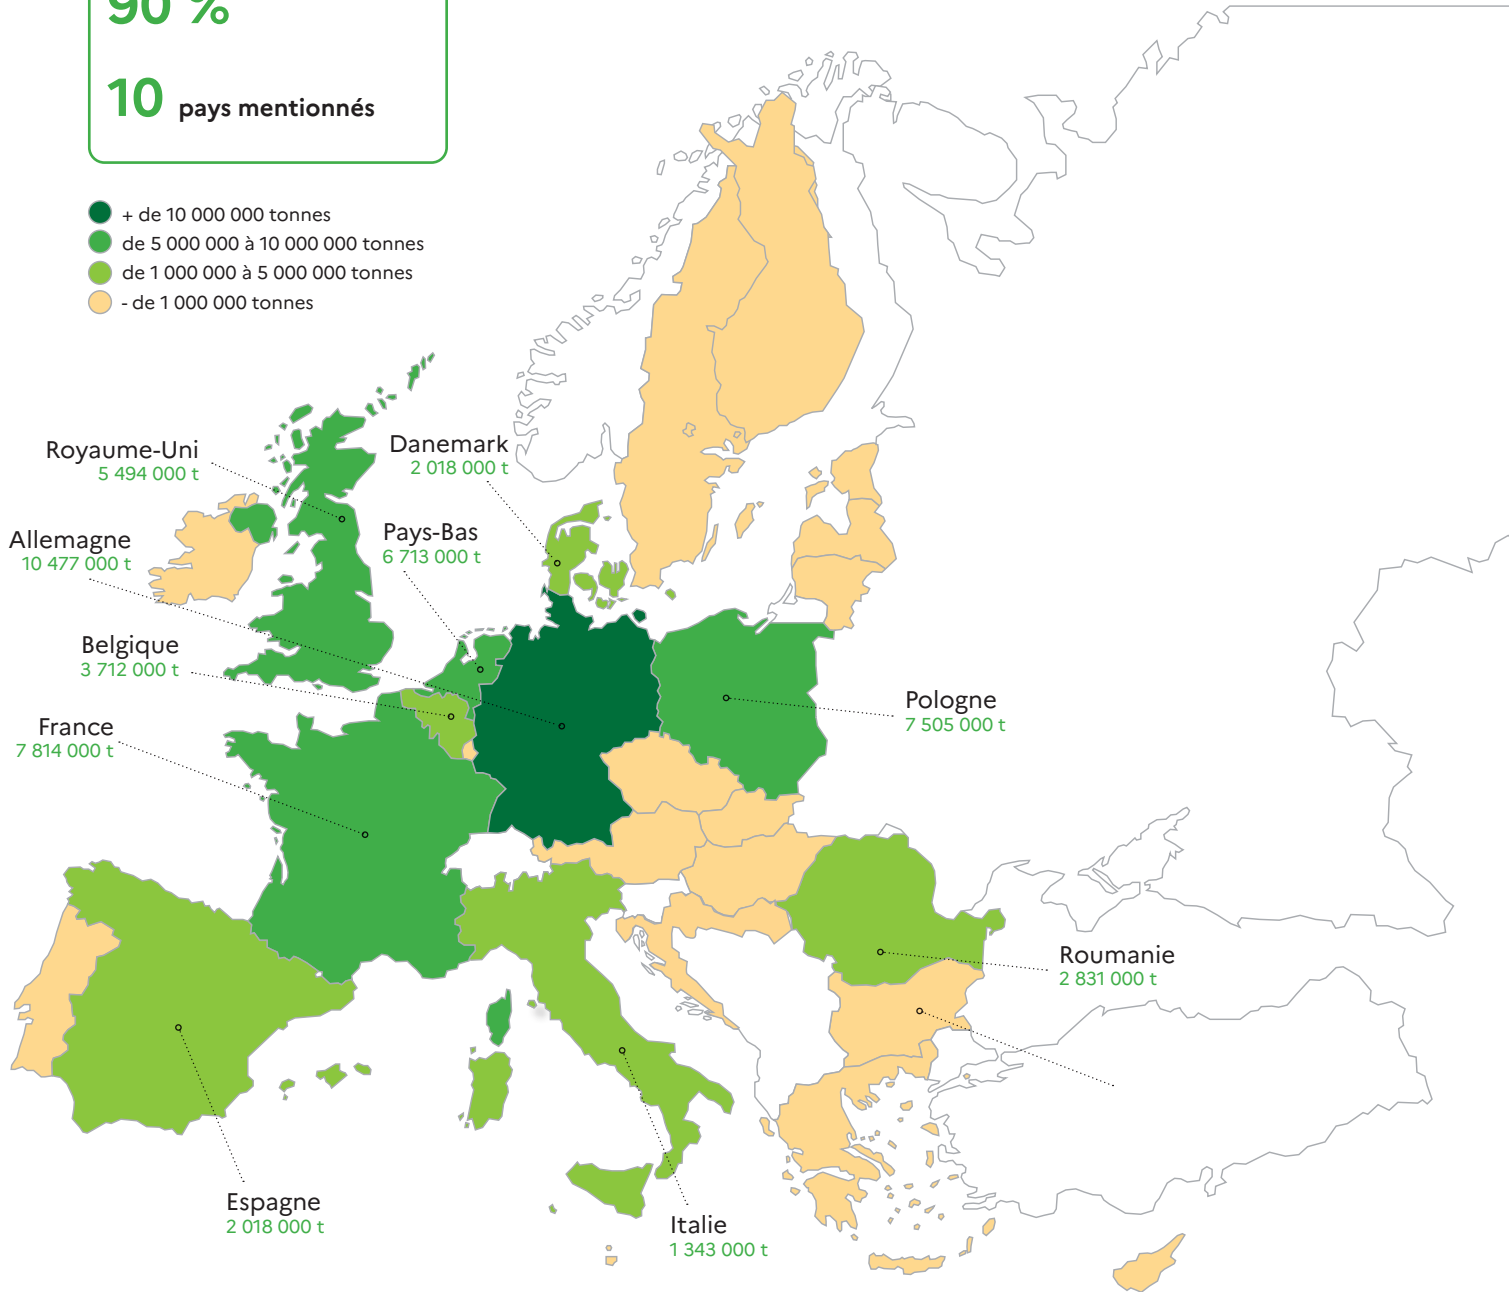 90 %
10 pays mentionnés
+ de 10 000 000 tonnes
de 5 000 000 à 10 000 000 tonnes
de 1 000 000 à 5 000 000 tonnes
- de 1 000 000 tonnes
Royaume-Uni
5 494 000 t
Danemark
2 018 000 t
Allemagne
10 477 000 t
Pays-Bas
6 713 000 t
Belgique
3 712 000 t
France
7 814 000 t
Pologne
7 505 000 t
Roumanie
2 831 000 t
Espagne
2 018 000 t
Italie
1 343 000 t